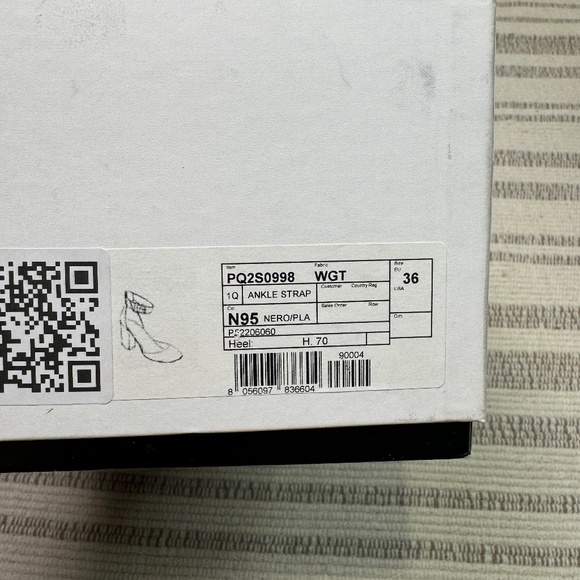 Item Fabric Size
PQ2S0998 WGT EU 36
1Q ANKLE STRAP Customer Country Reg USA
Col Sales Order Row
N95 NERO/PLA Dim
PF2206060
Heel: H. 70
90004
8 056097 836604